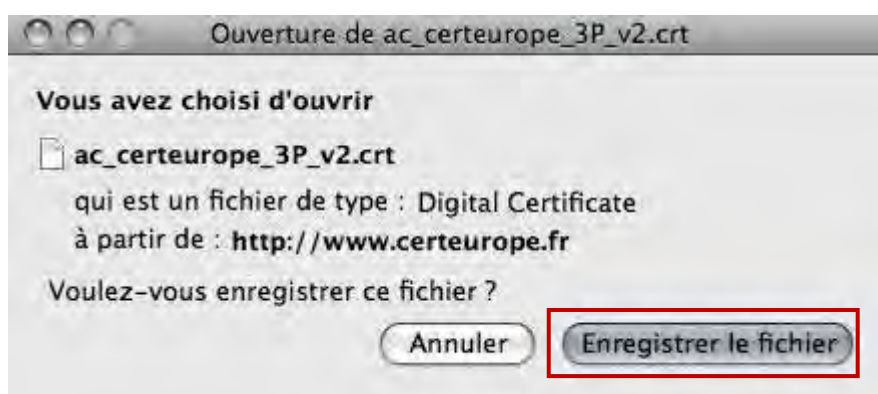 Ouverture de ac_certeurope_3P_v2.crt
Vous avez choisi d'ouvrir
ac_certeurope_3P_v2.crt
qui est un fichier de type : Digital Certificate
à partir de : http://www.certeurope.fr
Voulez-vous enregistrer ce fichier ?
Annuler Enregistrer le fichier